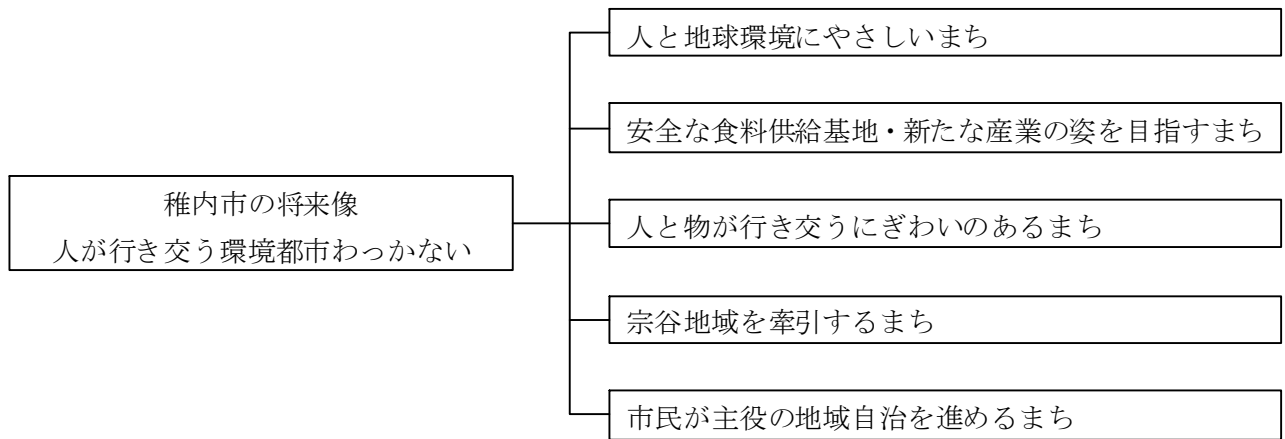 稚内市の将来像
人が行き交う環境都市わっかない
人と地球環境にやさしいまち
安全な食料供給基地・新たな産業の姿を目指すまち
人と物が行き交うにぎわいのあるまち
宗谷地域を牽引するまち
市民が主役の地域自治を進めるまち